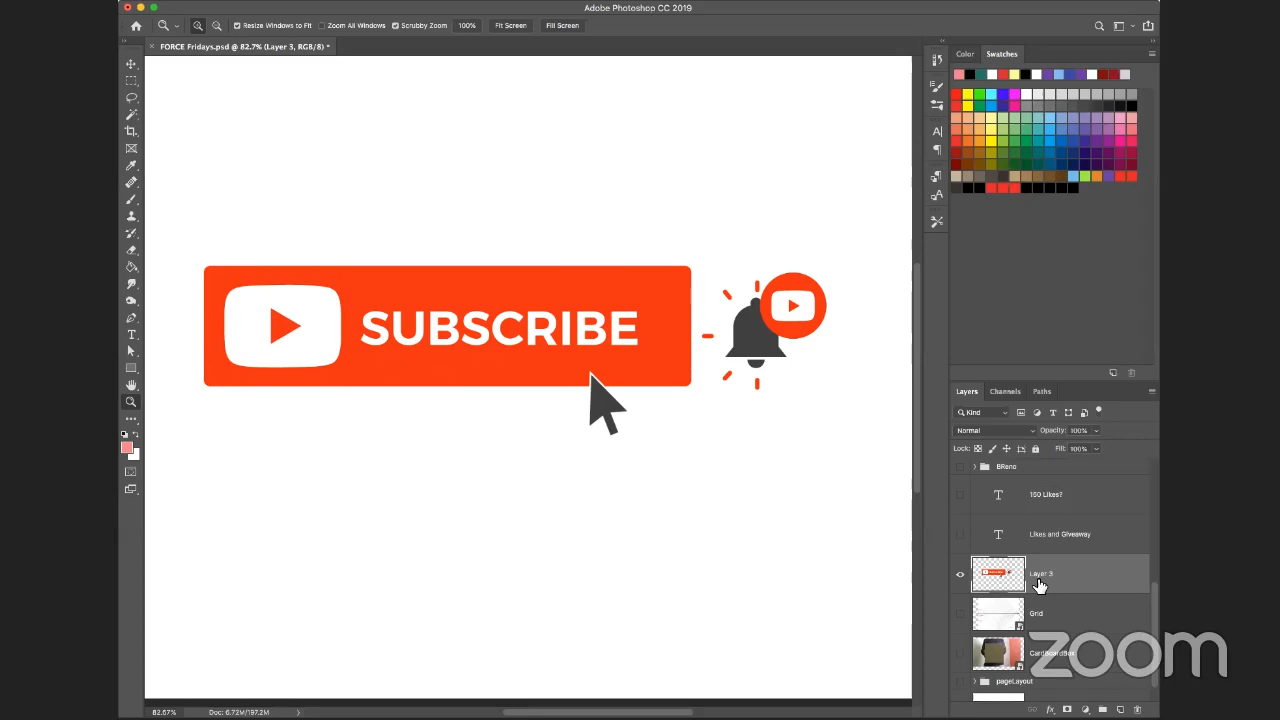 Adobe Photoshop CC 2019
Resize Windows to Fit
Zoom All Windows
Scrubby Zoom
100%
Fit Screen
Fill Screen
FORCE Fridays.psd @ 82.7% (Layer 3, RGB/8) *
Color
Swatches
SUBSCRIBE
Layers
Channels
Paths
Kind
Normal
Opacity: 100%
Lock:
Fill: 100%
BReno
150 Likes?
Likes and Giveaway
Layer 3
Grid
CardBoardBox
pageLayout
zoom
82.67%
Doc: 6.72M/197.2M